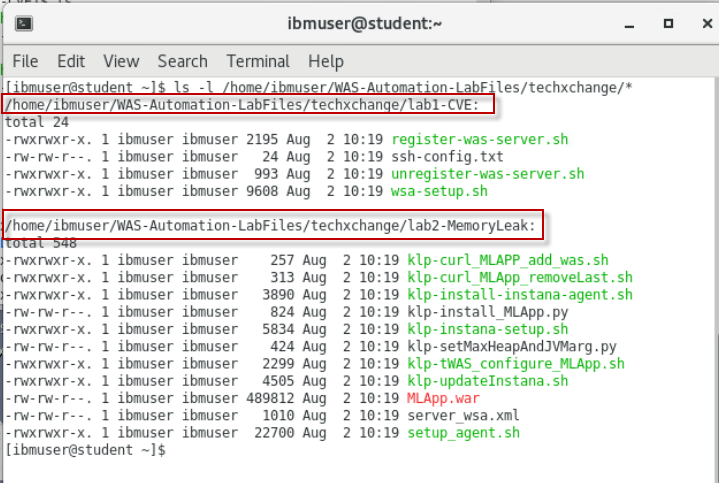 ibmuser@student:~
File Edit View Search Terminal Help
[ibmuser@student ~]$ ls -l /home/ibmuser/WAS-Automation-LabFiles/techxchange/*
/home/ibmuser/WAS-Automation-LabFiles/techxchange/lab1-CVE:
total 24
-rwxrwxr-x. 1 ibmuser ibmuser 2195 Aug  2 10:19 register-was-server.sh
-rw-rw-r--. 1 ibmuser ibmuser   24 Aug  2 10:19 ssh-config.txt
-rwxrwxr-x. 1 ibmuser ibmuser  993 Aug  2 10:19 unregister-was-server.sh
-rwxrwxr-x. 1 ibmuser ibmuser 9608 Aug  2 10:19 wsa-setup.sh
/home/ibmuser/WAS-Automation-LabFiles/techxchange/lab2-MemoryLeak:
total 548
-rwxrwxr-x. 1 ibmuser ibmuser    257 Aug  2 10:19 klp-curl_MLAPP_add_was.sh
-rwxrwxr-x. 1 ibmuser ibmuser    313 Aug  2 10:19 klp-curl_MLApp_removeLast.sh
-rwxrwxr-x. 1 ibmuser ibmuser   3890 Aug  2 10:19 klp-install-instana-agent.sh
-rw-rw-r--. 1 ibmuser ibmuser    824 Aug  2 10:19 klp-install_MLApp.py
-rwxrwxr-x. 1 ibmuser ibmuser   5834 Aug  2 10:19 klp-instana-setup.sh
-rw-rw-r--. 1 ibmuser ibmuser    424 Aug  2 10:19 klp-setMaxHeapAndJVMarg.py
-rwxrwxr-x. 1 ibmuser ibmuser   2299 Aug  2 10:19 klp-tWAS_configure_MLApp.sh
-rwxrwxr-x. 1 ibmuser ibmuser   4505 Aug  2 10:19 klp-updateInstana.sh
-rw-rw-r--. 1 ibmuser ibmuser 489812 Aug  2 10:19 MLApp.war
-rw-rw-r--. 1 ibmuser ibmuser   1010 Aug  2 10:19 server_wsa.xml
-rwxrwxr-x. 1 ibmuser ibmuser  22700 Aug  2 10:19 setup_agent.sh
[ibmuser@student ~]$